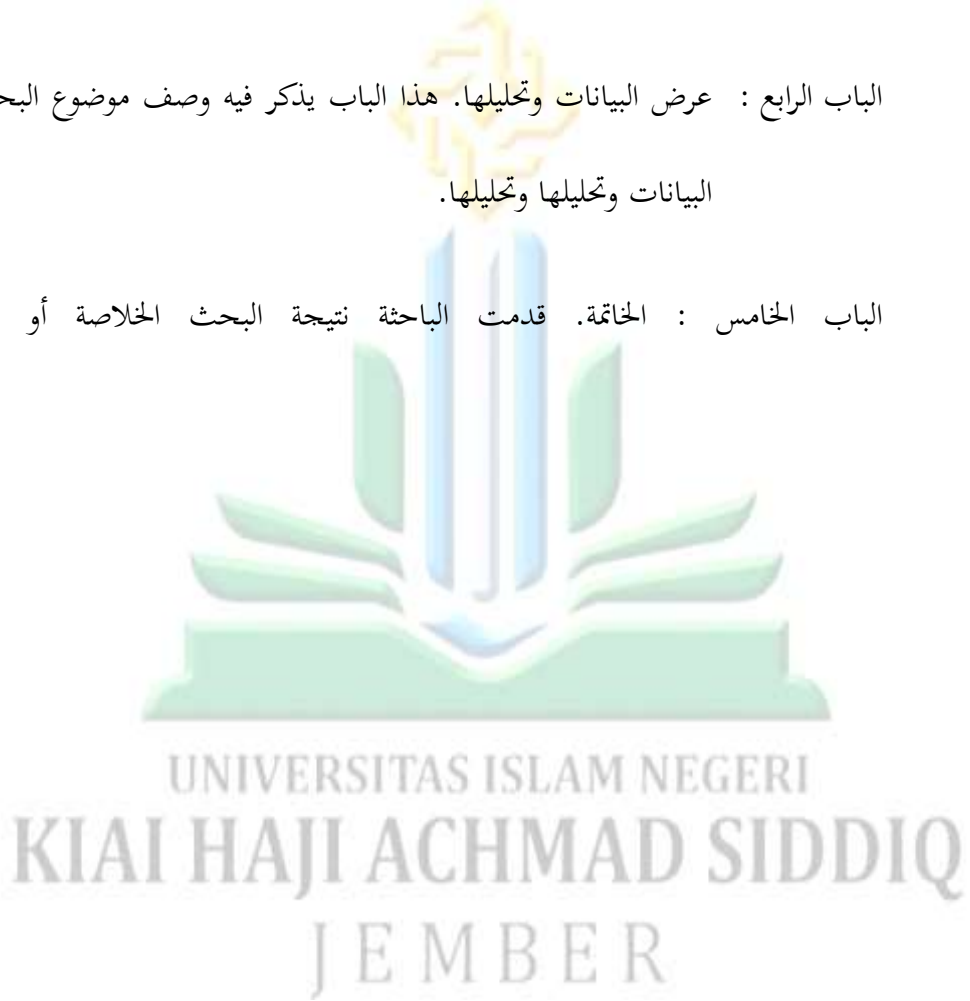 الباب الرابع : عرض البيانات وتحليلها. هذا الباب يذكر فيه وصف موضوع
البيانات وتحليلها وتحليلها.
الباب الخامس : الخاتمة. قدمت الباحثة نتيجة البحث الخلاصة أو
UNIVERSITAS ISLAM NEGERI
KIAI HAJI ACHMAD SIDDIQ
JEMBER